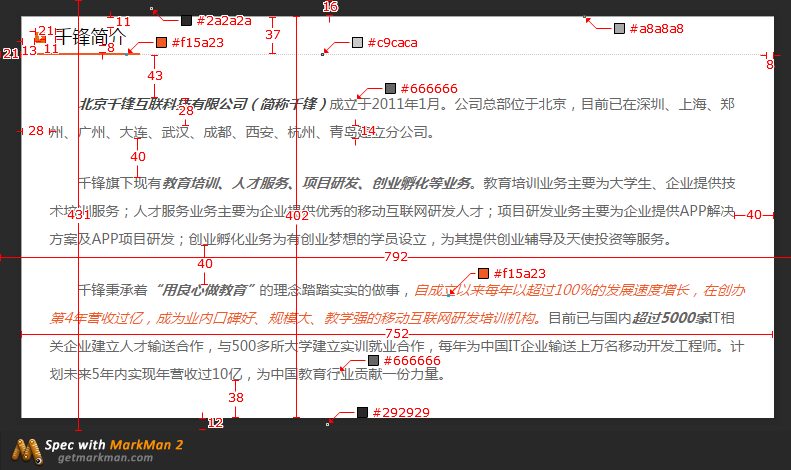 16
11
#2a2a2a
#a8a8a8
21
千锋简介
#f15a23
37
#c9caca
21
13
11
8
8
43
#666666
北京千锋互联科技有限公司（简称千锋）成立于2011年1月。公司总部位于北京，目前已在深圳、上海、郑
28
28
州、广州、大连、武汉、成都、西安、杭州、青岛建立分公司。
14
40
千锋旗下现有教育培训、人才服务、项目研发、创业孵化等业务。教育培训业务主要为大学生、企业提供技
术培训服务；人才服务业务主要为企业提供优秀的移动互联网研发人才；项目研发业务主要为企业提供APP解决
431
402
40
方案及APP项目研发；创业孵化业务为有创业梦想的学员设立，为其提供创业辅导及天使投资等服务。
792
40
#f15a23
千锋秉承着“用良心做教育”的理念踏踏实实的做事，自成立以来每年以超过100%的发展速度增长，在创办
第4年营收过亿，成为业内口碑好、规模大、教学强的移动互联网研发培训机构。目前已与国内超过5000家IT相
752
关企业建立人才输送合作，与500多所大学建立实训就业合作，每年为中国IT企业输送上万名移动开发工程师。计
#666666
划未来5年内实现年营收过10亿，为中国教育行业贡献一份力量。
38
#292929
12
Spec with MarkMan 2
getmarkman.com